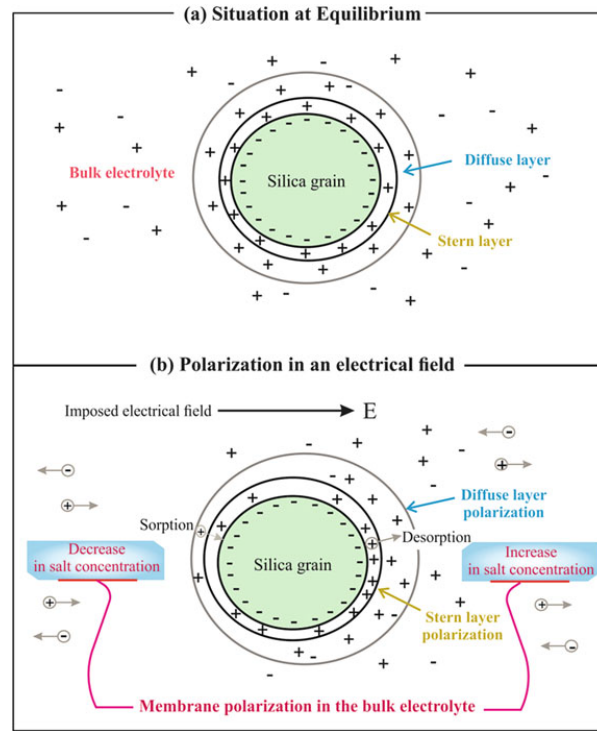 (a) Situation at Equilibrium
Bulk electrolyte
Silica grain
Diffuse layer
Stern layer
(b) Polarization in an electrical field
Imposed electrical field
E
Diffuse layer
polarization
Sorption
Desorption
Decrease
in salt concentration
Silica grain
Increase
in salt concentration
Stern layer
polarization
Membrane polarization in the bulk electrolyte